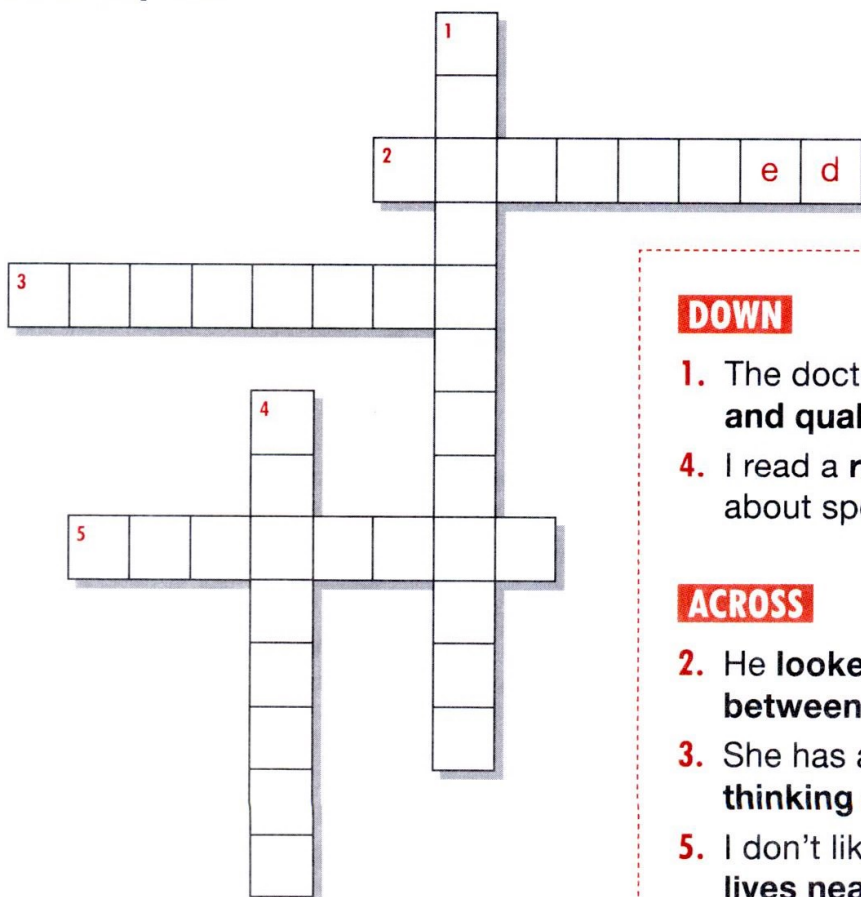 1
2
e d
3
4
5
DOWN
1. The doct
and qual
4. I read a r
about spe
ACROSS
2. He looke
between
3. She has a
thinking
5. I don't lik
lives nea